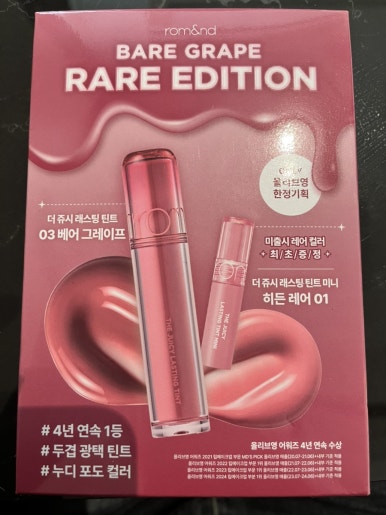 rom&nd
BARE GRAPE
RARE EDITION
Only
올리브영
한정기획
더 쥬시 래스팅 틴트
03 베어 그레이프
미출시 레어 컬러
+ 최/초/증/정 +
더 쥬시 래스팅 틴트 미니
히든 레어 01
rom
THE JUICY LASTING TINT
THE JUICY
LASTING TINT MINI
# 4년 연속 1등
# 두겹 광택 틴트
# 누디 포도 컬러
올리브영 어워즈 4년 연속 수상